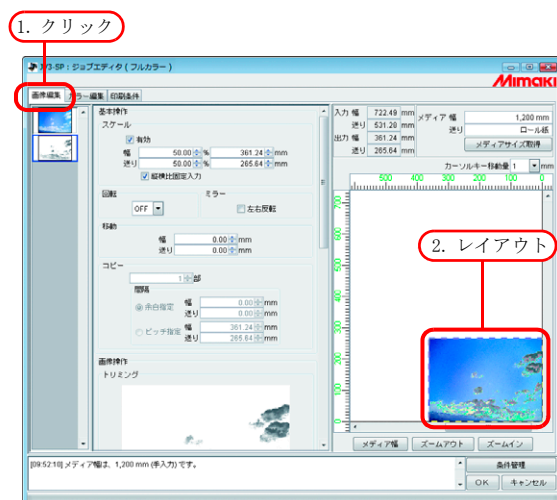 1. クリック
JV3-SP : ジョブエディタ ( フルカラー )
Mimaki
画像編集 カラー編集 印刷条件
基本操作
スケール
有効
幅 50.00 % 361.24 mm
送り 50.00 % 265.64 mm
縦横比固定入力
回転 ミラー
OFF 左右反転
移動
幅 0.00 mm
送り 0.00 mm
コピー
1 部
間隔
余白指定 幅 0.00 mm
送り 0.00 mm
ピッチ指定 幅 361.24 mm
送り 265.64 mm
画像操作
トリミング
入力 幅 722.49 mm
送り 531.28 mm
出力 幅 361.24 mm
送り 265.64 mm
メディア 幅 1,200 mm
送り ロール紙
メディアサイズ取得
カーソルキー移動量 1 mm
500 400 300 200 100 0
700
600
500
400
300
200
100
0
2. レイアウト
メディア幅 ズームアウト ズームイン
[09:52:10] メディア幅は、1,200 mm (手入力) です。
条件管理
OK キャンセル